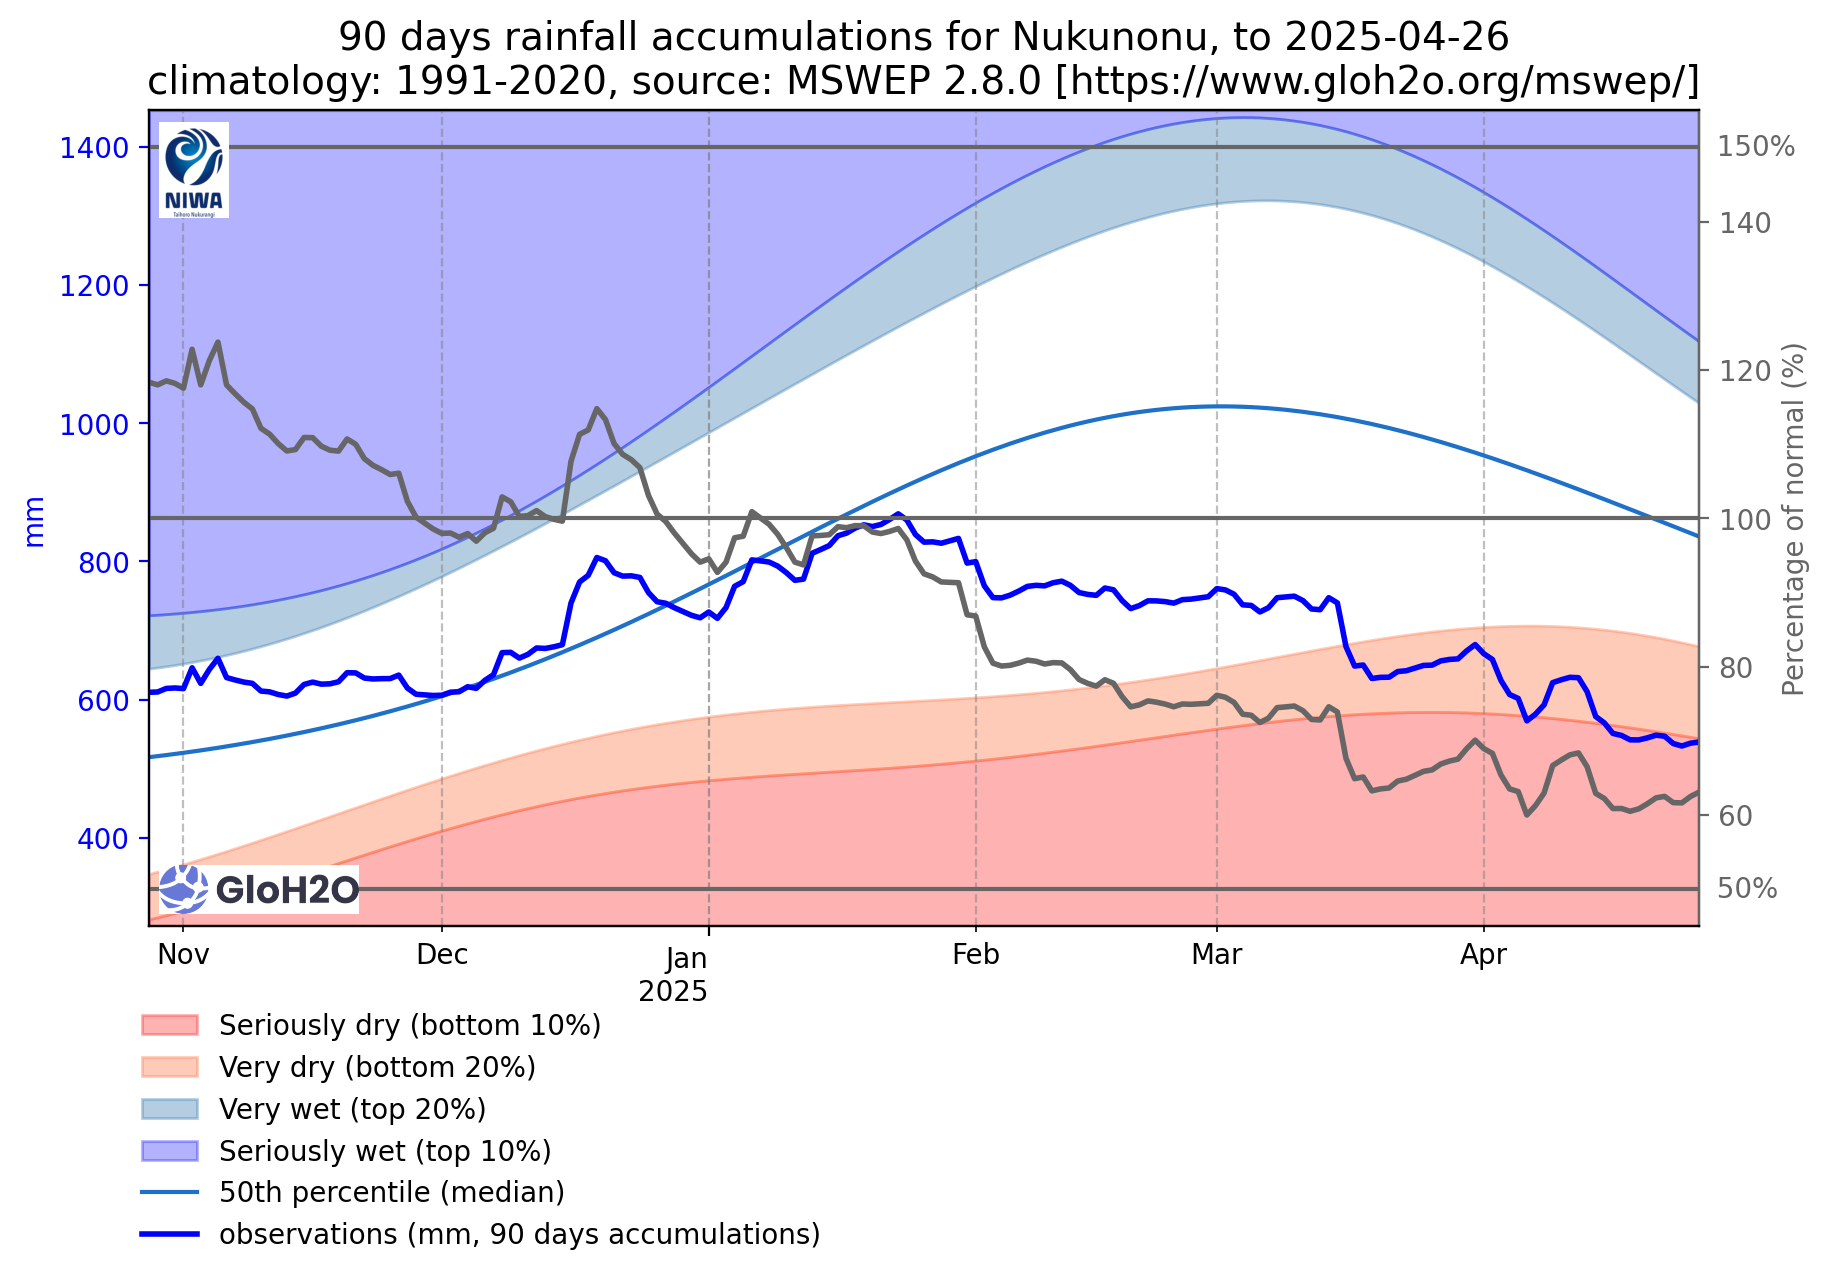 90 days rainfall accumulations for Nukunonu, to 2025-04-26
climatology: 1991-2020, source: MSWEP 2.8.0 [https://www.gloh2o.org/mswep/]
NIWA
Taihoro Nukurangi
1400
1200
1000
800
600
400
mm
150%
140
120
100
80
60
50%
Percentage of normal (%)
GloH2O
Nov
Dec
Jan
2025
Feb
Mar
Apr
Seriously dry (bottom 10%)
Very dry (bottom 20%)
Very wet (top 20%)
Seriously wet (top 10%)
50th percentile (median)
observations (mm, 90 days accumulations)